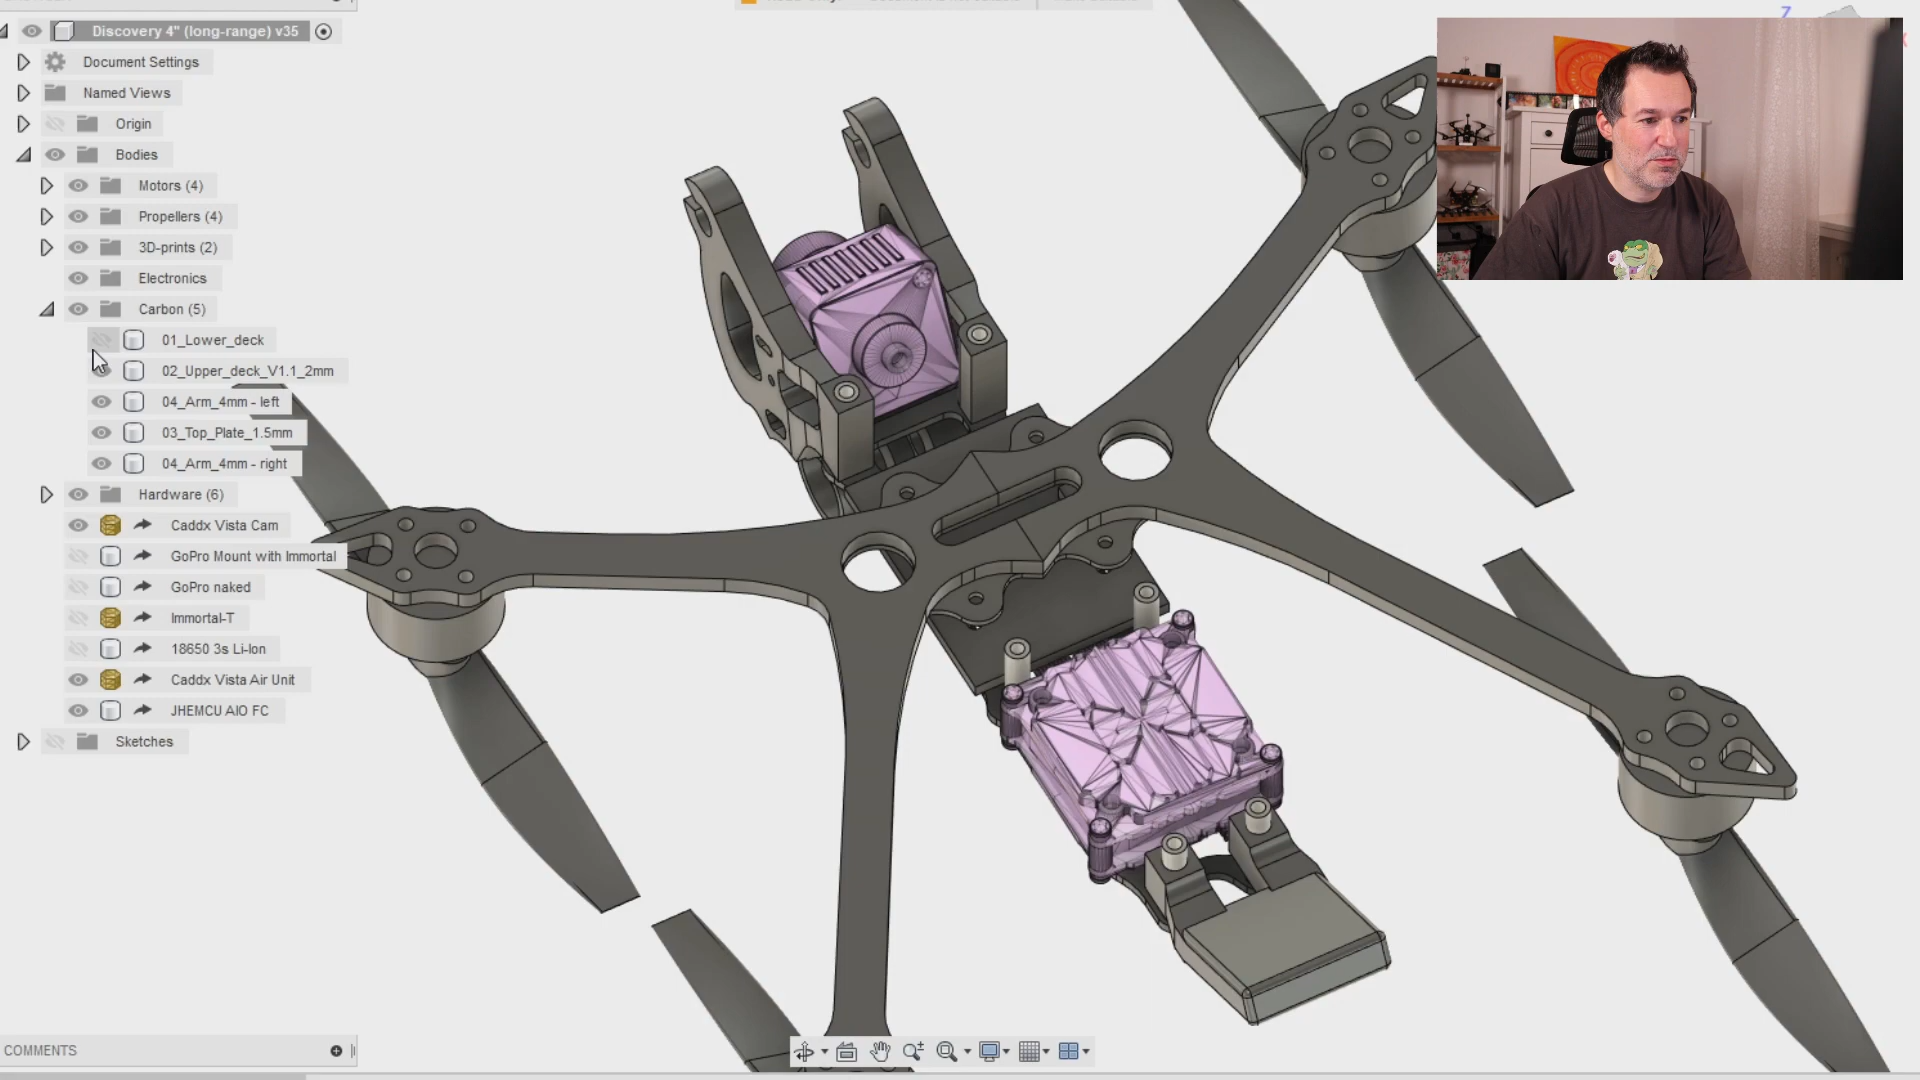 Discovery 4" (long-range) v35
Document Settings
Named Views
Origin
Bodies
Motors (4)
Propellers (4)
3D-prints (2)
Electronics
Carbon (5)
01_Lower_deck
02_Upper_deck_V1.1_2mm
04_Arm_4mm - left
03_Top_Plate_1.5mm
04_Arm_4mm - right
Hardware (6)
Caddx Vista Cam
GoPro Mount with Immortal
GoPro naked
Immortal-T
18650 3s Li-Ion
Caddx Vista Air Unit
JHEMCU AIO FC
Sketches
COMMENTS
Z